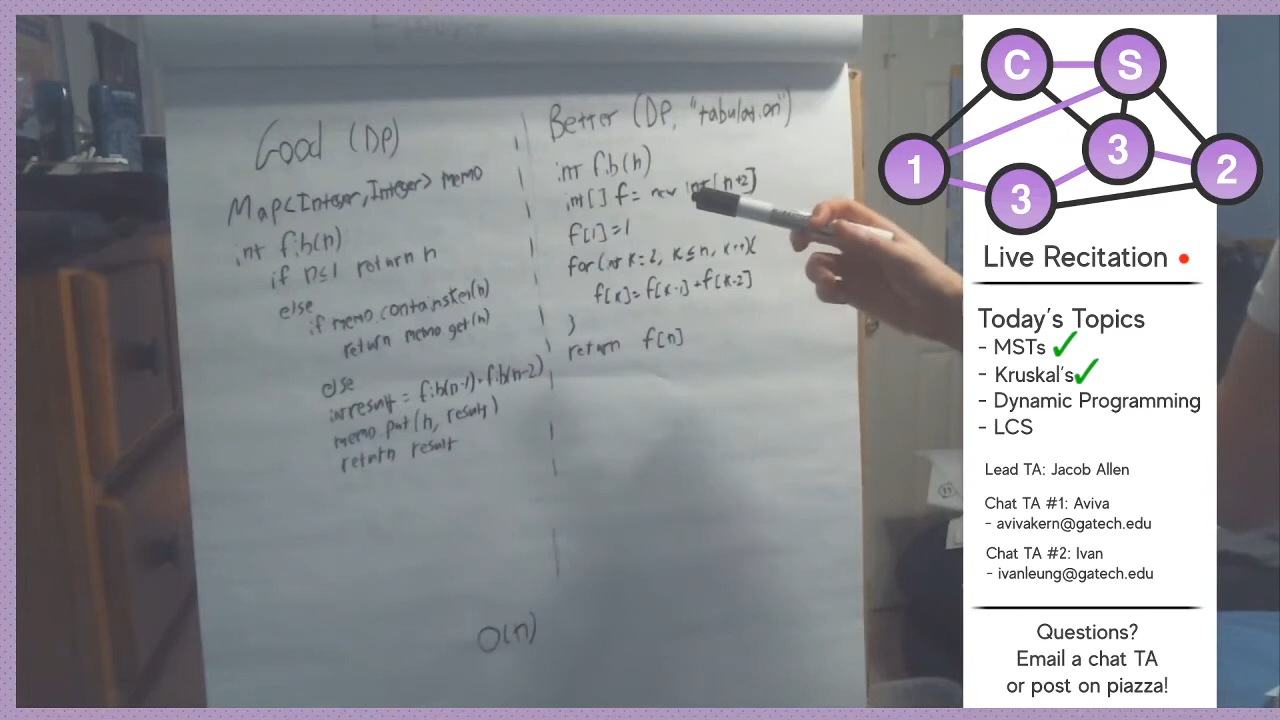 Good (DP)
Map<Integer, Integer> memo
int fib(n)
if n≤1 return n
else
if memo.containsKey(n)
return memo.get(n)
else
int result = fib(n-1)+fib(n-2)
memo.put(n, result)
return result
Better (DP, "tabulation")
int fib(n)
int[] f= new int[n+2]
f[1]=1
for(int k=2, k≤n, k++){
f[k]=f[k-1]+f[k-2]
}
return f[n]
O(n)
C S
1 3 3 2
Live Recitation
Today's Topics
- MSTs
- Kruskal's
- Dynamic Programming
- LCS
Lead TA: Jacob Allen
Chat TA #1: Aviva
- avivakern@gatech.edu
Chat TA #2: Ivan
- ivanleung@gatech.edu
Questions?
Email a chat TA
or post on piazza!